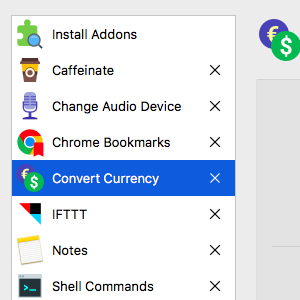 Install Addons
Caffeinate
Change Audio Device
Chrome Bookmarks
Convert Currency
IFTTT
Notes
Shell Commands